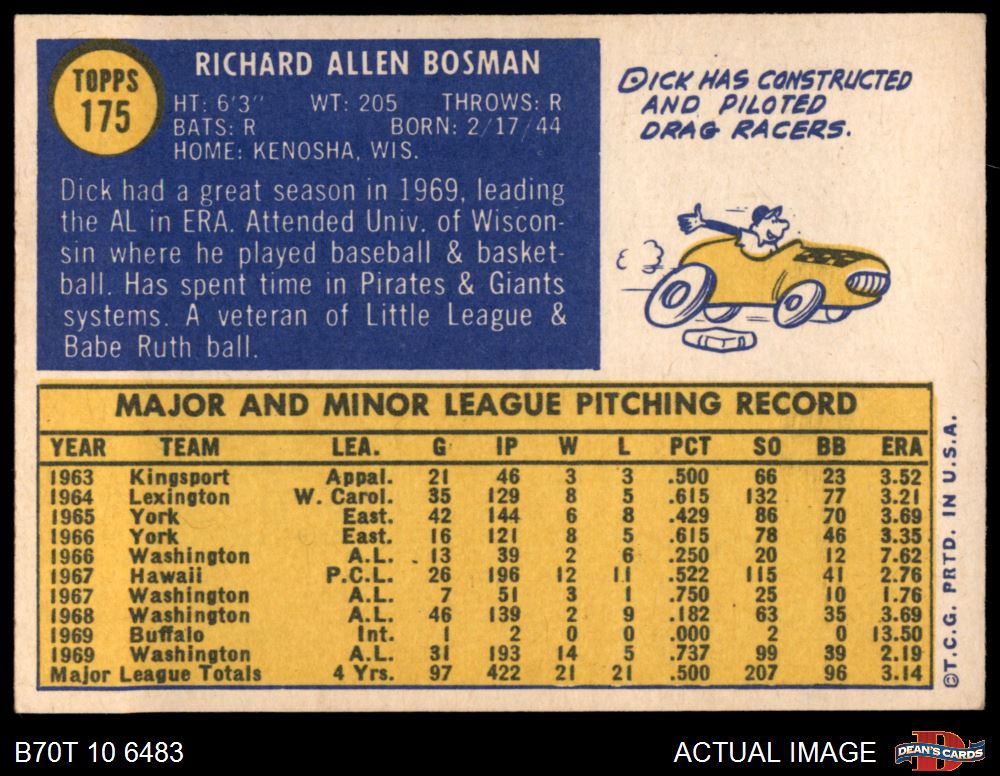 TOPPS
175
RICHARD ALLEN BOSMAN
HT: 6'3" WT: 205 THROWS: R
BATS: R BORN: 2/17/44
HOME: KENOSHA, WIS.
Dick had a great season in 1969, leading
the AL in ERA. Attended Univ. of Wiscon-
sin where he played baseball & basket-
ball. Has spent time in Pirates & Giants
systems. A veteran of Little League &
Babe Ruth ball.
DICK HAS CONSTRUCTED
AND PILOTED
DRAG RACERS.
MAJOR AND MINOR LEAGUE PITCHING RECORD
YEAR TEAM LEA. G IP W L PCT SO BB ERA
1963 Kingsport Appal. 21 46 3 3 .500 66 23 3.52
1964 Lexington W. Carol. 35 129 8 5 .615 132 77 3.21
1965 York East. 42 144 6 8 .429 86 70 3.69
1966 York East. 16 121 8 5 .615 78 46 3.35
1966 Washington A.L. 13 39 2 6 .250 20 12 7.62
1967 Hawaii P.C.L. 26 196 12 11 .522 115 41 2.76
1967 Washington A.L. 7 51 3 1 .750 25 10 1.76
1968 Washington A.L. 46 139 2 9 .182 63 35 3.69
1969 Buffalo Int. 1 2 0 0 .000 2 0 13.50
1969 Washington A.L. 31 193 14 5 .737 99 39 2.19
Major League Totals 4 Yrs. 97 422 21 21 .500 207 96 3.14
©T.C.G. PRTD. IN U.S.A.
B70T 10 6483
ACTUAL IMAGE
DEAN'S CARDS